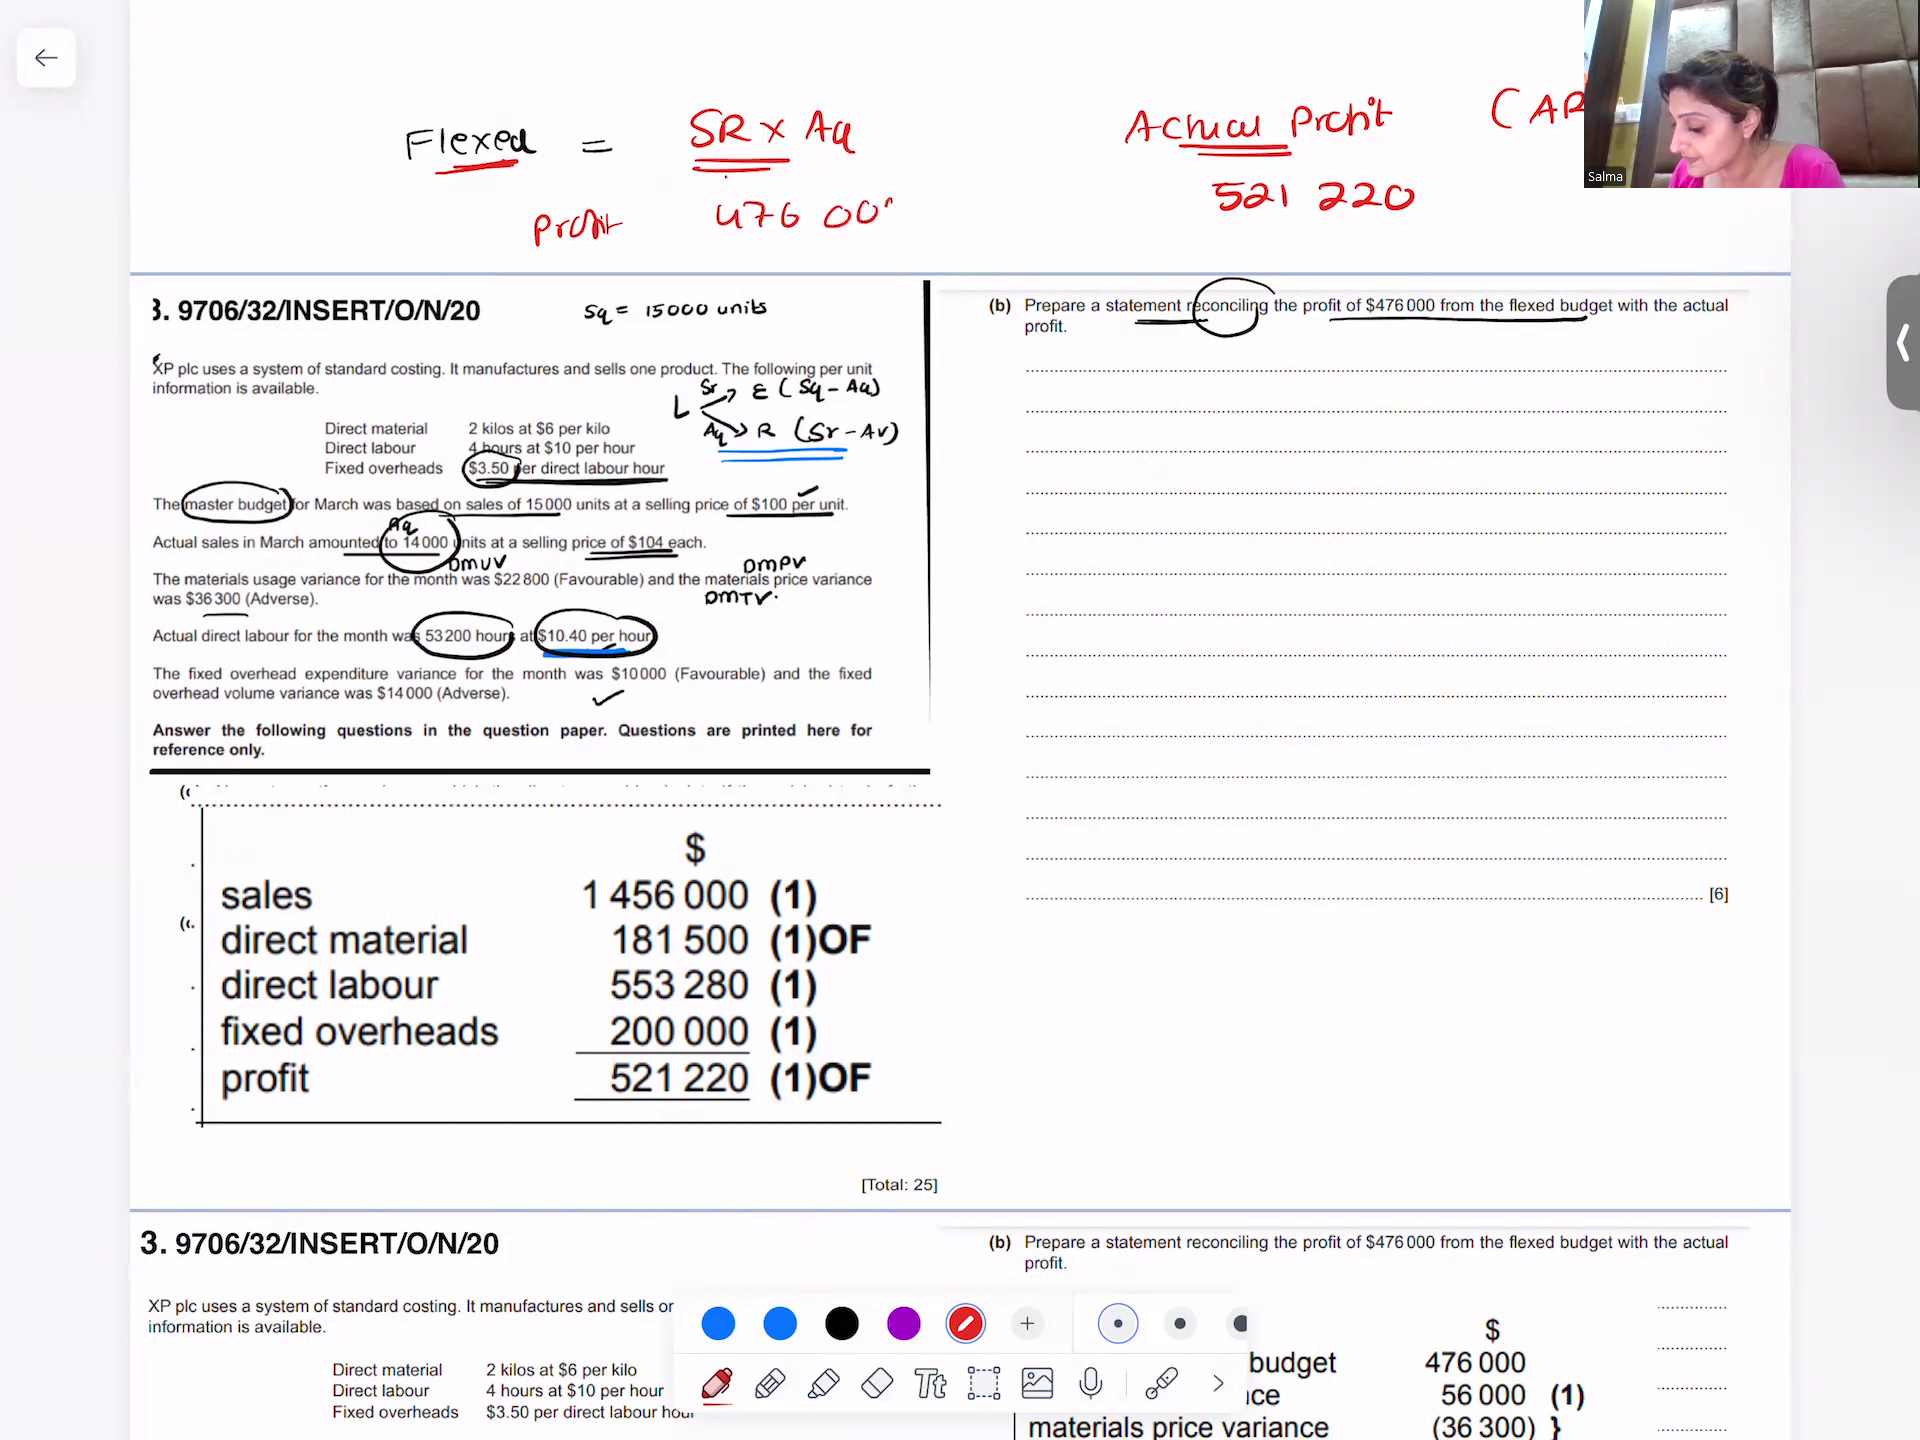 Flexed = SR x Aq
Profit 476 00
Actual Profit (AR
521 220
Salma
3. 9706/32/INSERT/O/N/20
Sq = 15000 units
XP plc uses a system of standard costing. It manufactures and sells one product. The following per unit
information is available.
Sr E (Sq - Aq)
L
Aq R (Sr - Ar)
Direct material 2 kilos at $6 per kilo
Direct labour 4 hours at $10 per hour
Fixed overheads $3.50 per direct labour hour
The master budget for March was based on sales of 15 000 units at a selling price of $100 per unit.
Aq
Actual sales in March amounted to 14 000 units at a selling price of $104 each.
DMUV DMPV
The materials usage variance for the month was $22 800 (Favourable) and the materials price variance
was $36 300 (Adverse).
DMTV.
Actual direct labour for the month was 53 200 hours at $10.40 per hour
The fixed overhead expenditure variance for the month was $10 000 (Favourable) and the fixed
overhead volume variance was $14 000 (Adverse).
Answer the following questions in the question paper. Questions are printed here for
reference only.
$
sales 1 456 000 (1)
direct material 181 500 (1)OF
direct labour 553 280 (1)
fixed overheads 200 000 (1)
profit 521 220 (1)OF
[Total: 25]
(b) Prepare a statement reconciling the profit of $476 000 from the flexed budget with the actual
profit.
[6]
3. 9706/32/INSERT/O/N/20
XP plc uses a system of standard costing. It manufactures and sells or
information is available.
Direct material 2 kilos at $6 per kilo
Direct labour 4 hours at $10 per hour
Fixed overheads $3.50 per direct labour hour
(b) Prepare a statement reconciling the profit of $476 000 from the flexed budget with the actual
profit.
$
budget 476 000
ce 56 000 (1)
materials price variance (36 300) }
Tt